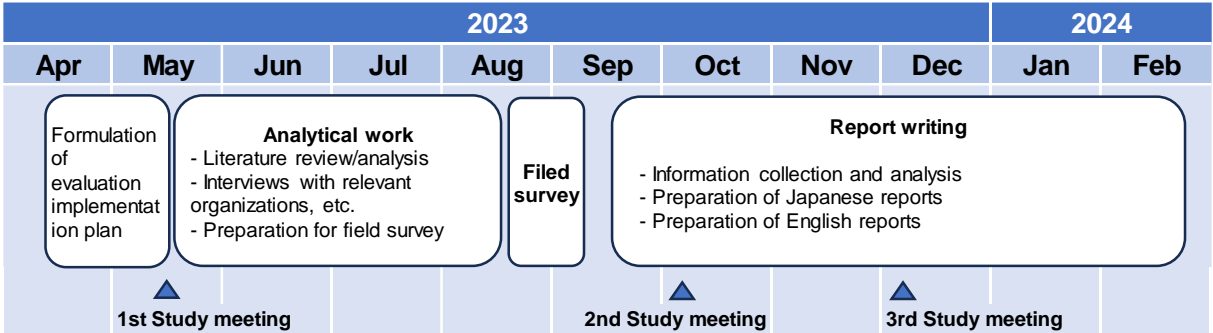 2023
2024
Apr
May
Jun
Jul
Aug
Sep
Oct
Nov
Dec
Jan
Feb
Formulation
of
evaluation
implementat
ion plan
Analytical work
- Literature review/analysis
- Interviews with relevant
organizations, etc.
- Preparation for field survey
Filed
survey
Report writing
- Information collection and analysis
- Preparation of Japanese reports
- Preparation of English reports
1st Study meeting
2nd Study meeting
3rd Study meeting